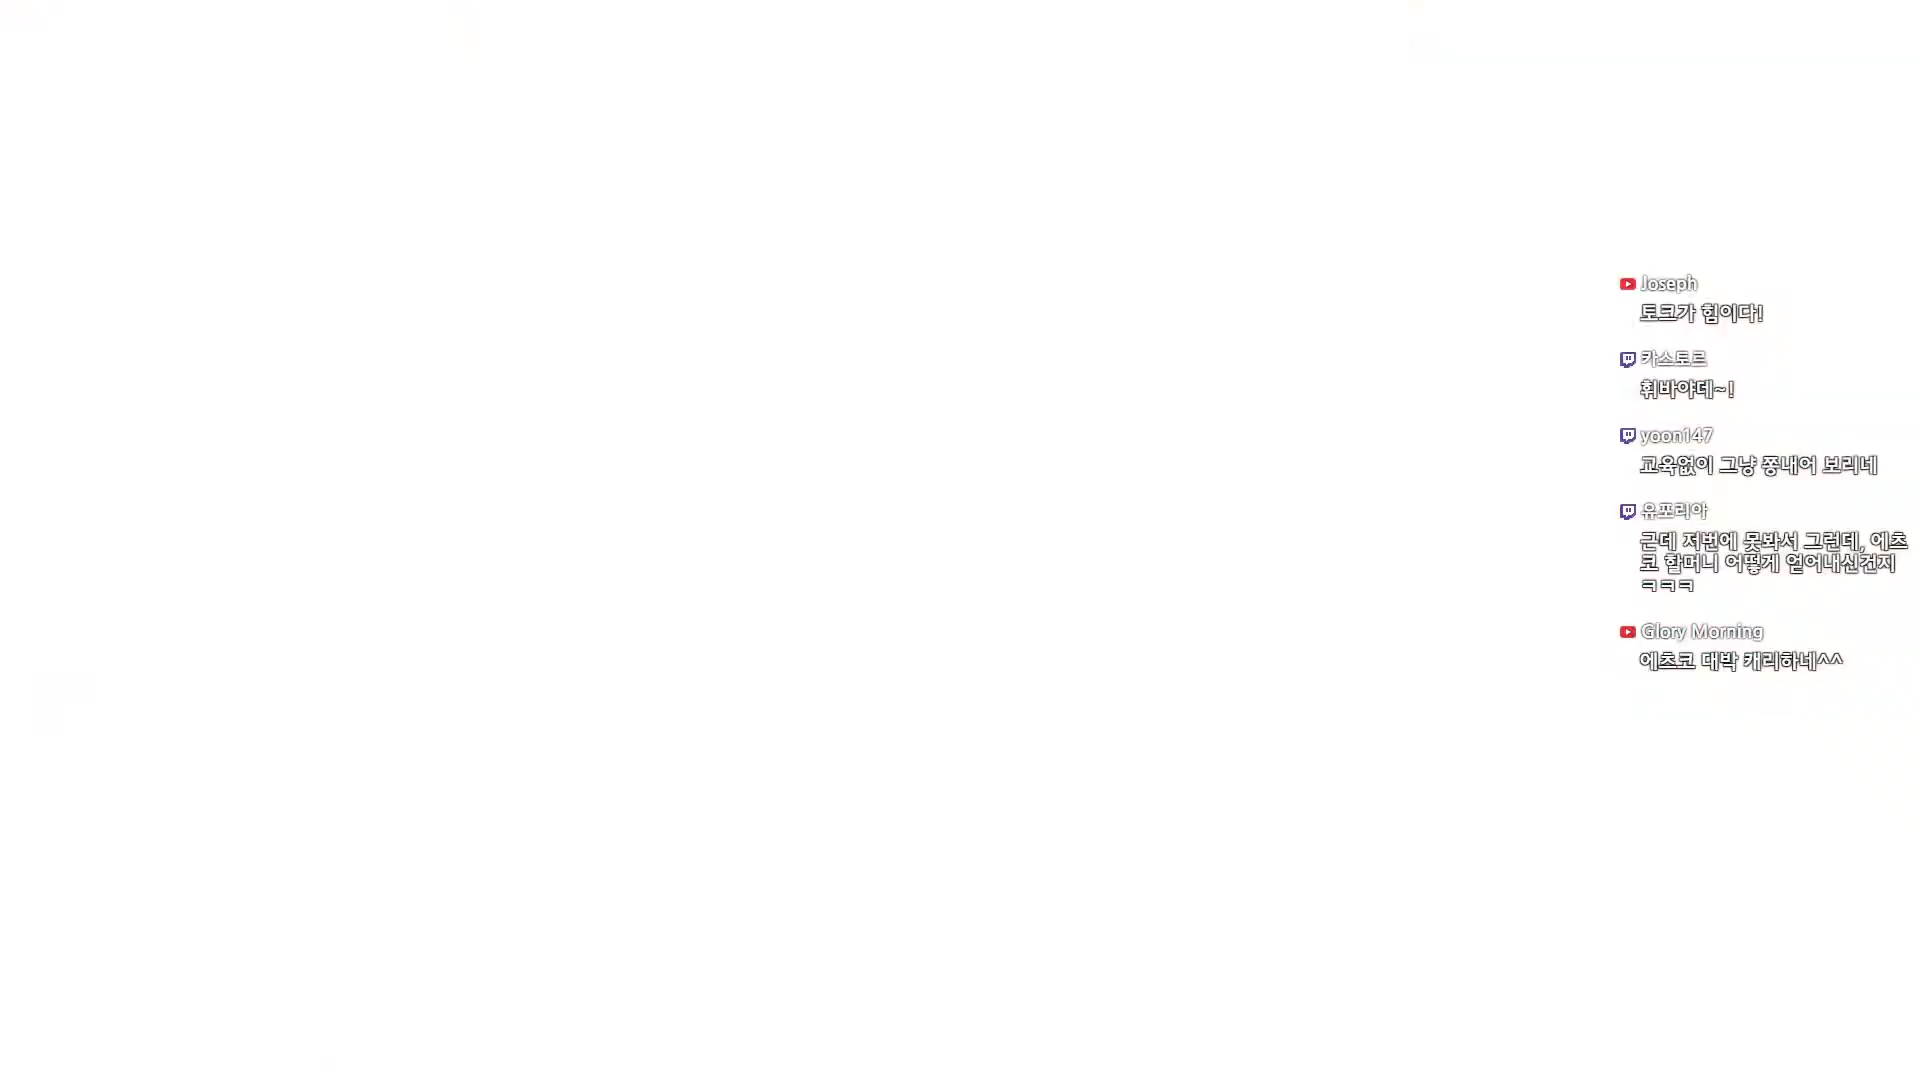 Joseph
토크가 힘이다!
카스토르
휘바야데~!
yoon147
교육없이 그냥 쫑내어 보리네
유포리아
근데 저번에 못봐서 그런데, 에츠
코 할머니 어떻게 얻어내신건지
ㅋㅋㅋ
Glory Morning
에츠코 대박 캐리하네^^